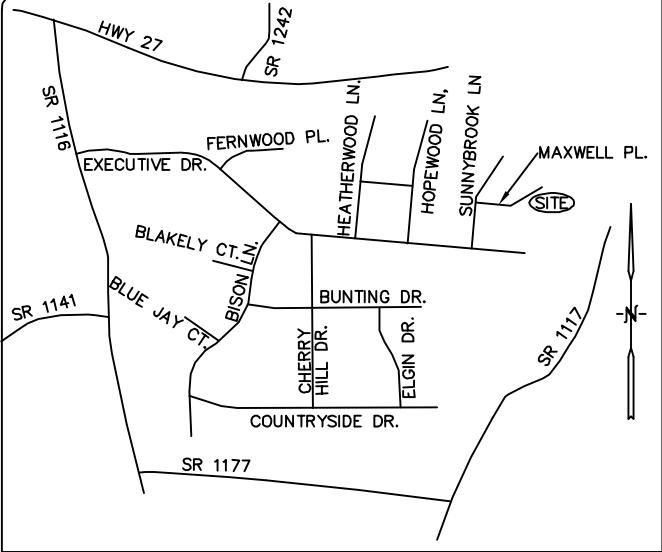 HWY 27
SR 1242
SR 1116
FERNWOOD PL.
EXECUTIVE DR.
HEATHERWOOD LN.
HOPEWOOD LN,
SUNNYBROOK LN
MAXWELL PL.
SITE
BLAKELY CT.
BISON LN.
BLUE JAY CT.
SR 1141
BUNTING DR.
CHERRY
HILL DR.
ELGIN DR.
SR 1117
-N-
COUNTRYSIDE DR.
SR 1177